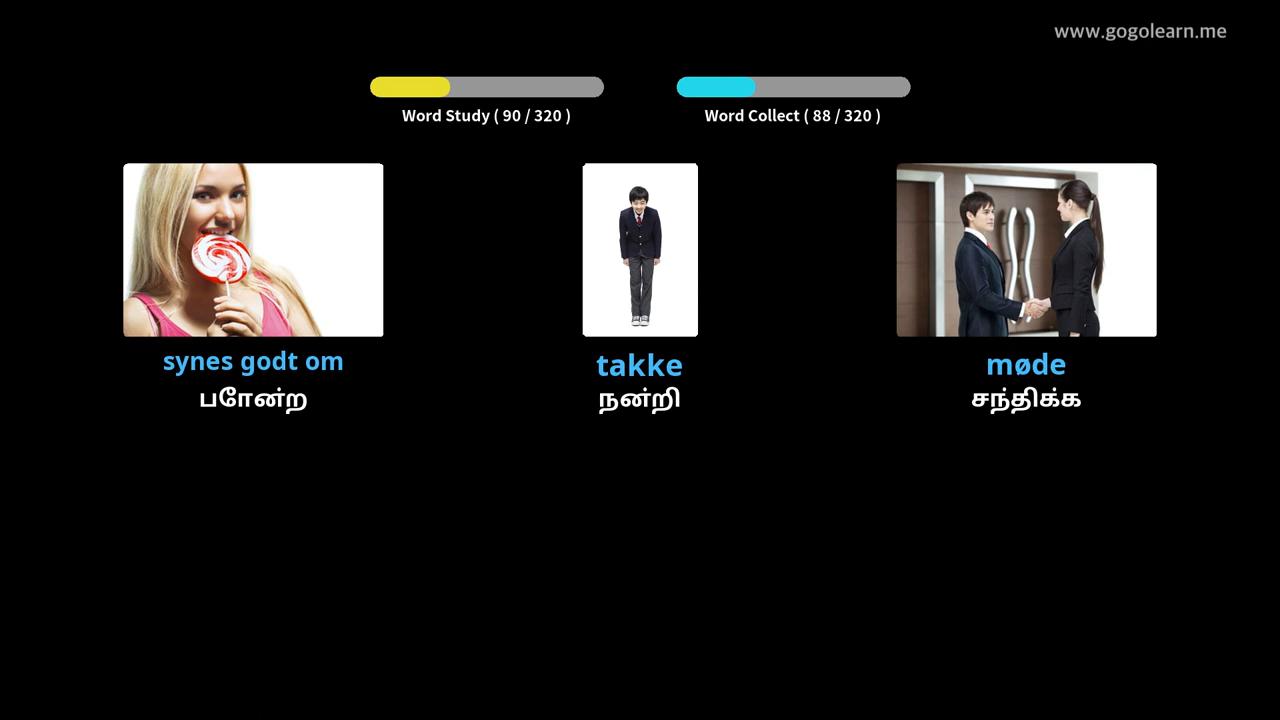 www.gogolearn.me
Word Study ( 90 / 320 )
Word Collect ( 88 / 320 )
synes godt om
takke
møde
போன்ற
நன்றி
சந்திக்க